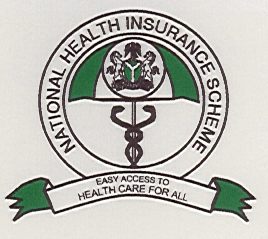 NATIONAL HEALTH INSURANCE SCHEME
EASY ACCESS TO
HEALTH CARE FOR ALL